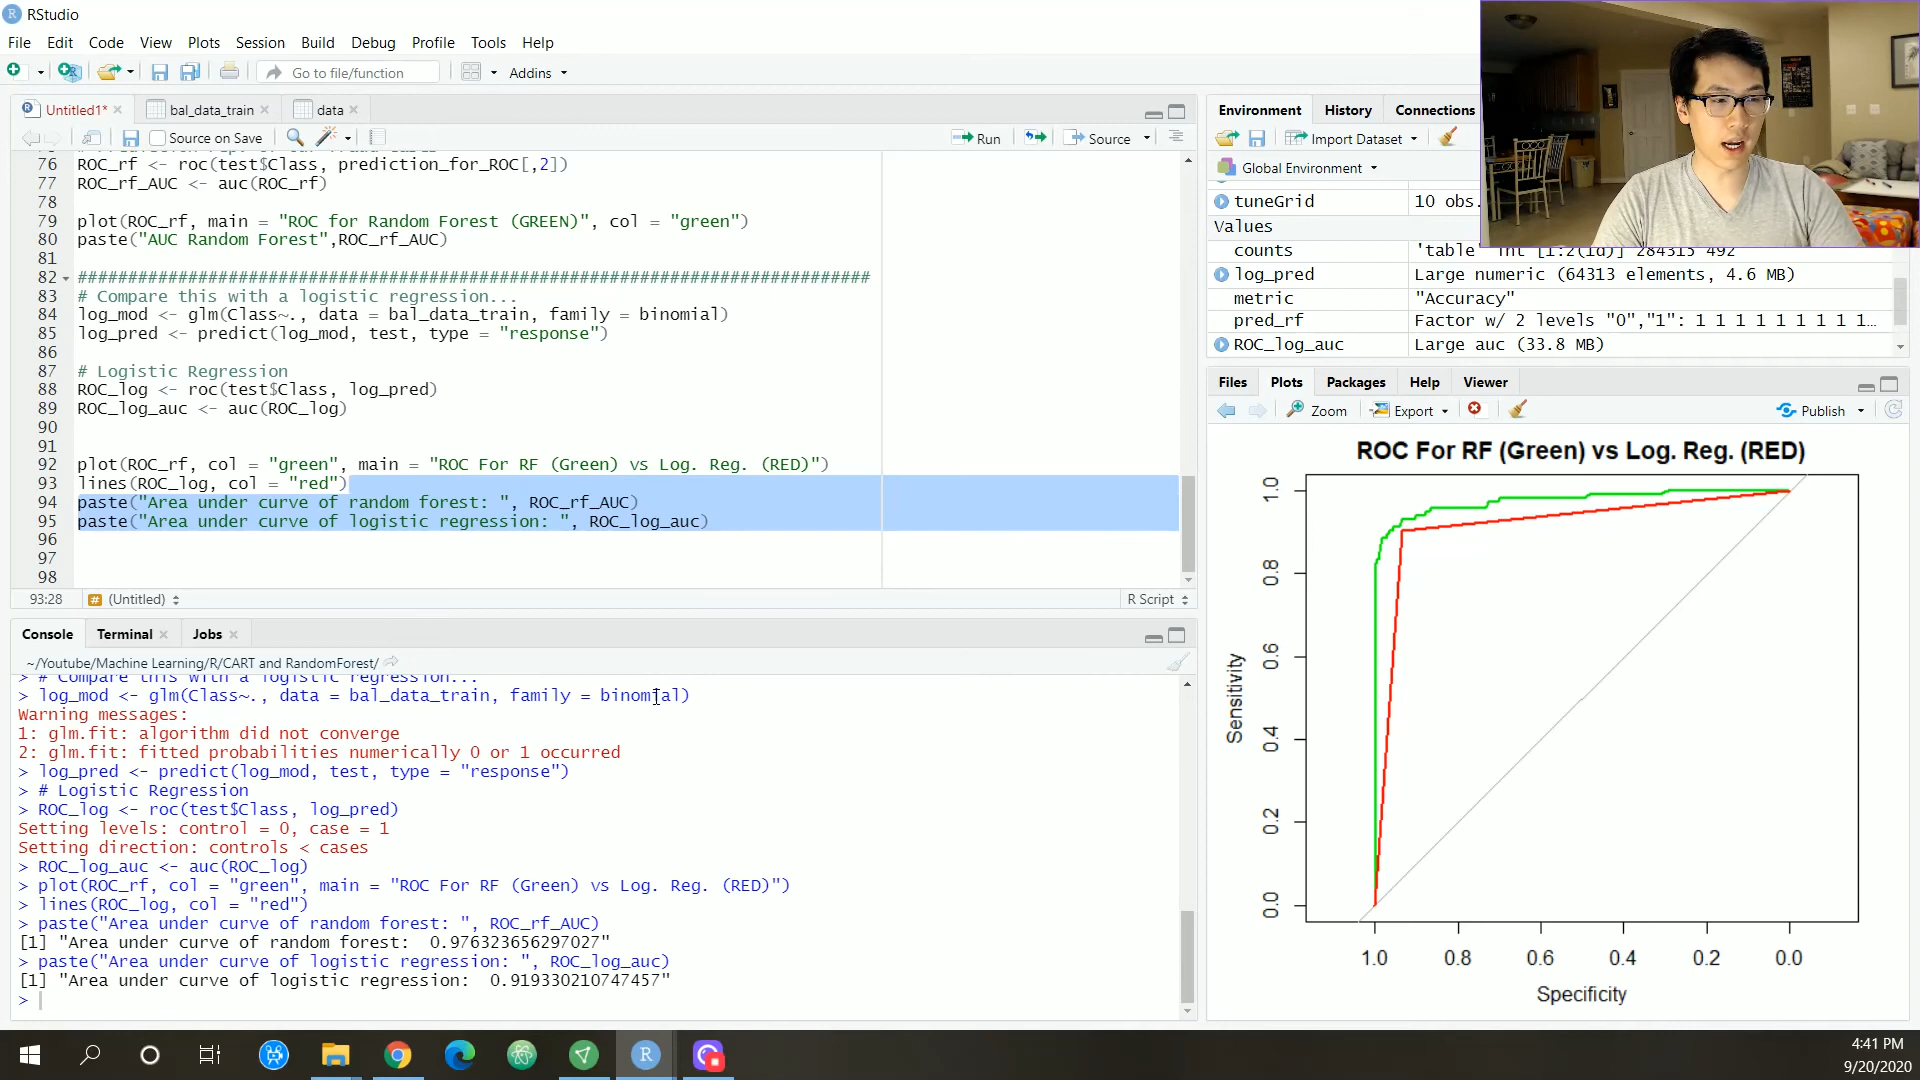 RStudio
File Edit Code View Plots Session Build Debug Profile Tools Help
Go to file/function Addins
Untitled1* bal_data_train data
Source on Save Run Source
76 ROC_rf <- roc(test$Class, prediction_for_ROC[,2])
77 ROC_rf_AUC <- auc(ROC_rf)
78
79 plot(ROC_rf, main = "ROC for Random Forest (GREEN)", col = "green")
80 paste("AUC Random Forest",ROC_rf_AUC)
81
82 ###############################################################################
83 # Compare this with a logistic regression...
84 log_mod <- glm(Class~., data = bal_data_train, family = binomial)
85 log_pred <- predict(log_mod, test, type = "response")
86
87 # Logistic Regression
88 ROC_log <- roc(test$Class, log_pred)
89 ROC_log_auc <- auc(ROC_log)
90
91
92 plot(ROC_rf, col = "green", main = "ROC For RF (Green) vs Log. Reg. (RED)")
93 lines(ROC_log, col = "red")
94 paste("Area under curve of random forest: ", ROC_rf_AUC)
95 paste("Area under curve of logistic regression: ", ROC_log_auc)
96
97
98
93:28 (Untitled) R Script
Console Terminal Jobs
~/Youtube/Machine Learning/R/CART and RandomForest/
> # Compare this with a logistic regression...
> log_mod <- glm(Class~., data = bal_data_train, family = binomial)
Warning messages:
1: glm.fit: algorithm did not converge
2: glm.fit: fitted probabilities numerically 0 or 1 occurred
> log_pred <- predict(log_mod, test, type = "response")
> # Logistic Regression
> ROC_log <- roc(test$Class, log_pred)
Setting levels: control = 0, case = 1
Setting direction: controls < cases
> ROC_log_auc <- auc(ROC_log)
> plot(ROC_rf, col = "green", main = "ROC For RF (Green) vs Log. Reg. (RED)")
> lines(ROC_log, col = "red")
> paste("Area under curve of random forest: ", ROC_rf_AUC)
[1] "Area under curve of random forest:  0.976323656297027"
> paste("Area under curve of logistic regression: ", ROC_log_auc)
[1] "Area under curve of logistic regression:  0.919330210747457"
>
Environment History Connections
Import Dataset
Global Environment
tuneGrid 10 obs.
Values
counts 'table' int [1:2(1d)] 284315 492
log_pred Large numeric (64313 elements, 4.6 MB)
metric "Accuracy"
pred_rf Factor w/ 2 levels "0","1": 1 1 1 1 1 1 1 1 1…
ROC_log_auc Large auc (33.8 MB)
Files Plots Packages Help Viewer
Zoom Export Publish
ROC For RF (Green) vs Log. Reg. (RED)
Sensitivity
1.0
0.8
0.6
0.4
0.2
0.0
1.0 0.8 0.6 0.4 0.2 0.0
Specificity
4:41 PM
9/20/2020